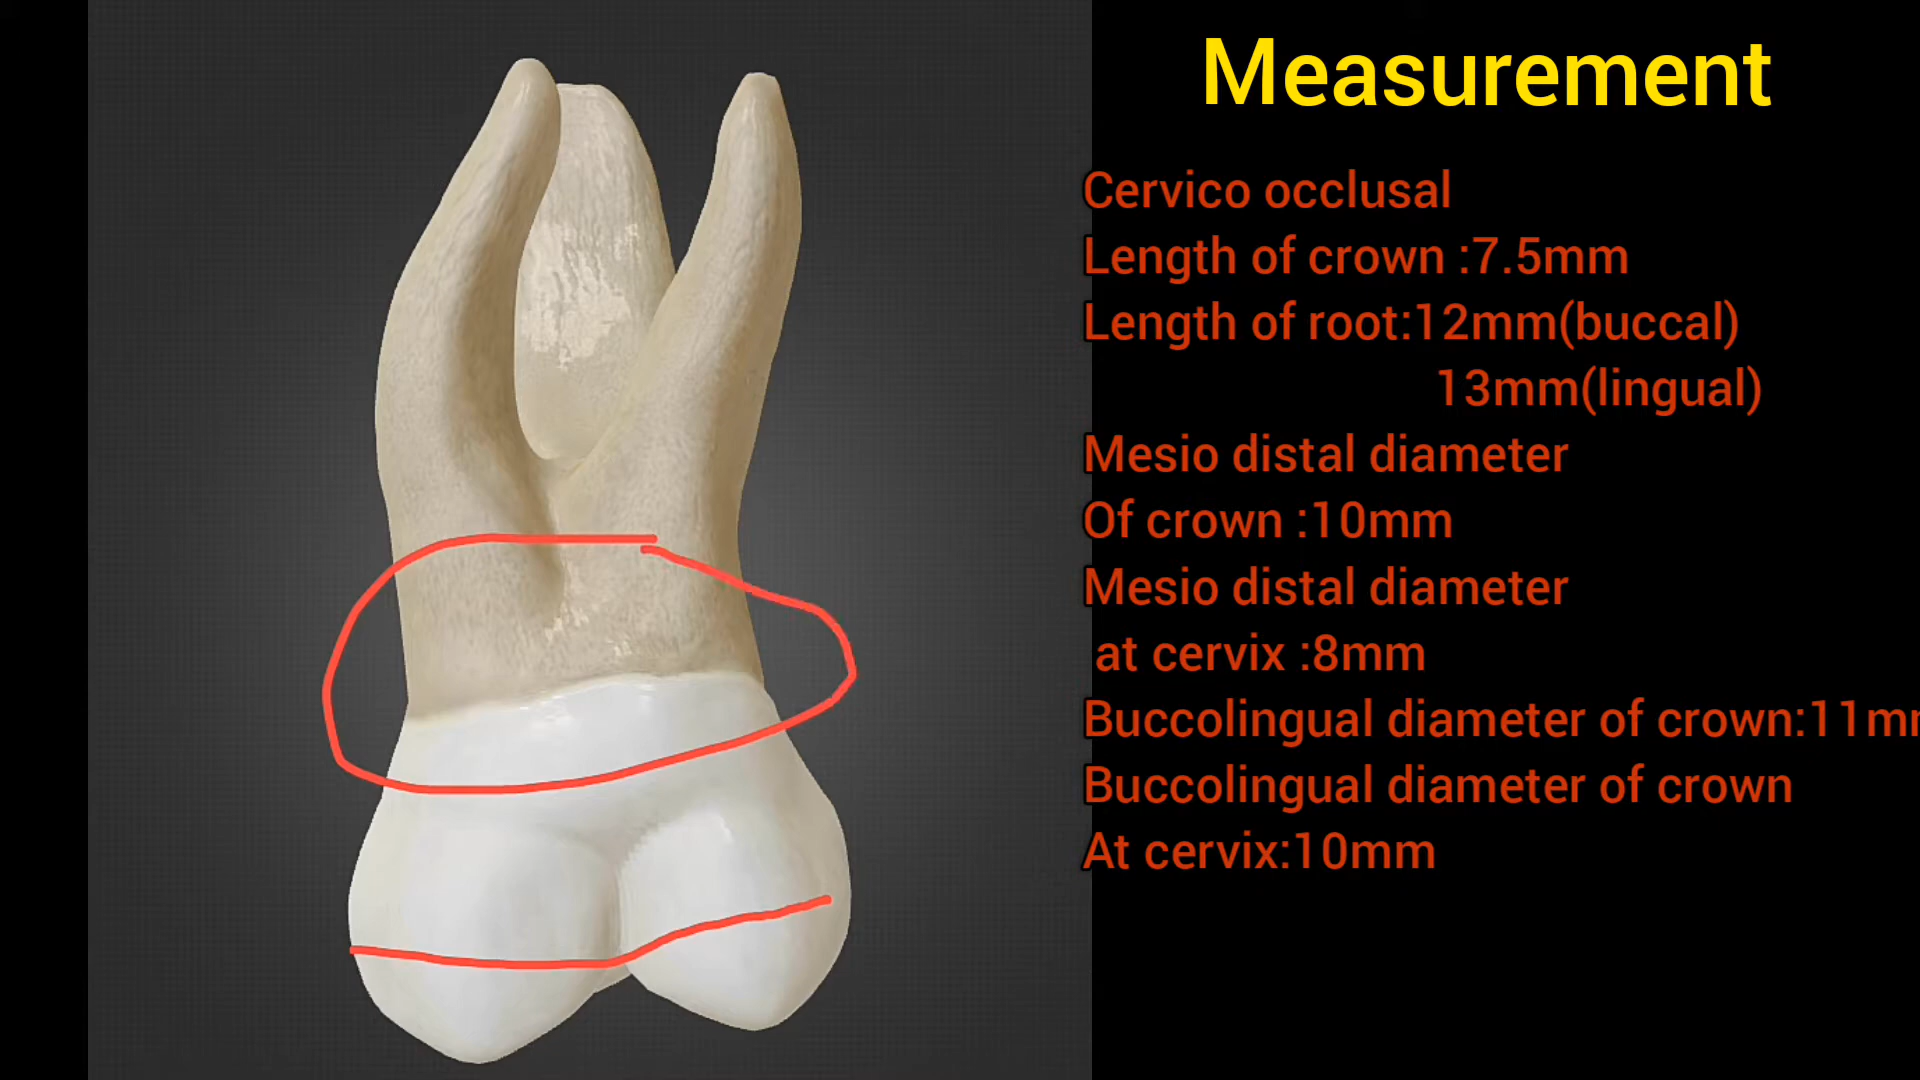 Measurement
Cervico occlusal
Length of crown :7.5mm
Length of root:12mm(buccal)
13mm(lingual)
Mesio distal diameter
Of crown :10mm
Mesio distal diameter
at cervix :8mm
Buccolingual diameter of crown:11m
Buccolingual diameter of crown
At cervix:10mm